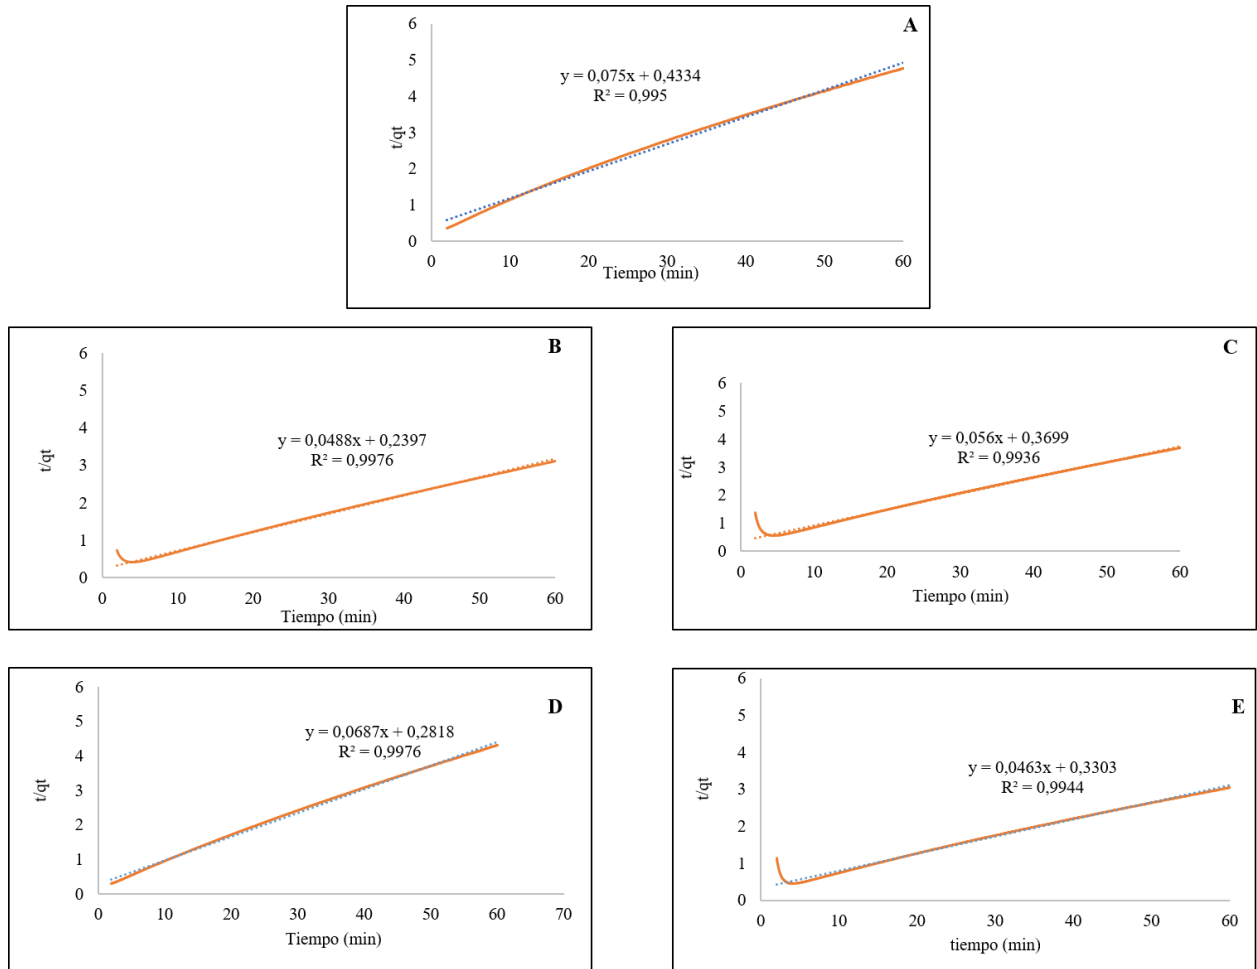 A
6
5
4
3
2
1
0
t/qt
y = 0,075x + 0,4334
R² = 0,995
0 10 20 30 40 50 60
Tiempo (min)
B
6
5
4
3
2
1
0
t/qt
y = 0,0488x + 0,2397
R² = 0,9976
0 10 20 30 40 50 60
Tiempo (min)
C
6
5
4
3
2
1
0
t/qt
y = 0,056x + 0,3699
R² = 0,9936
0 10 20 30 40 50 60
Tiempo (min)
D
6
5
4
3
2
1
0
t/qt
y = 0,0687x + 0,2818
R² = 0,9976
0 10 20 30 40 50 60 70
Tiempo (min)
E
6
5
4
3
2
1
0
t/qt
y = 0,0463x + 0,3303
R² = 0,9944
0 10 20 30 40 50 60
tiempo (min)